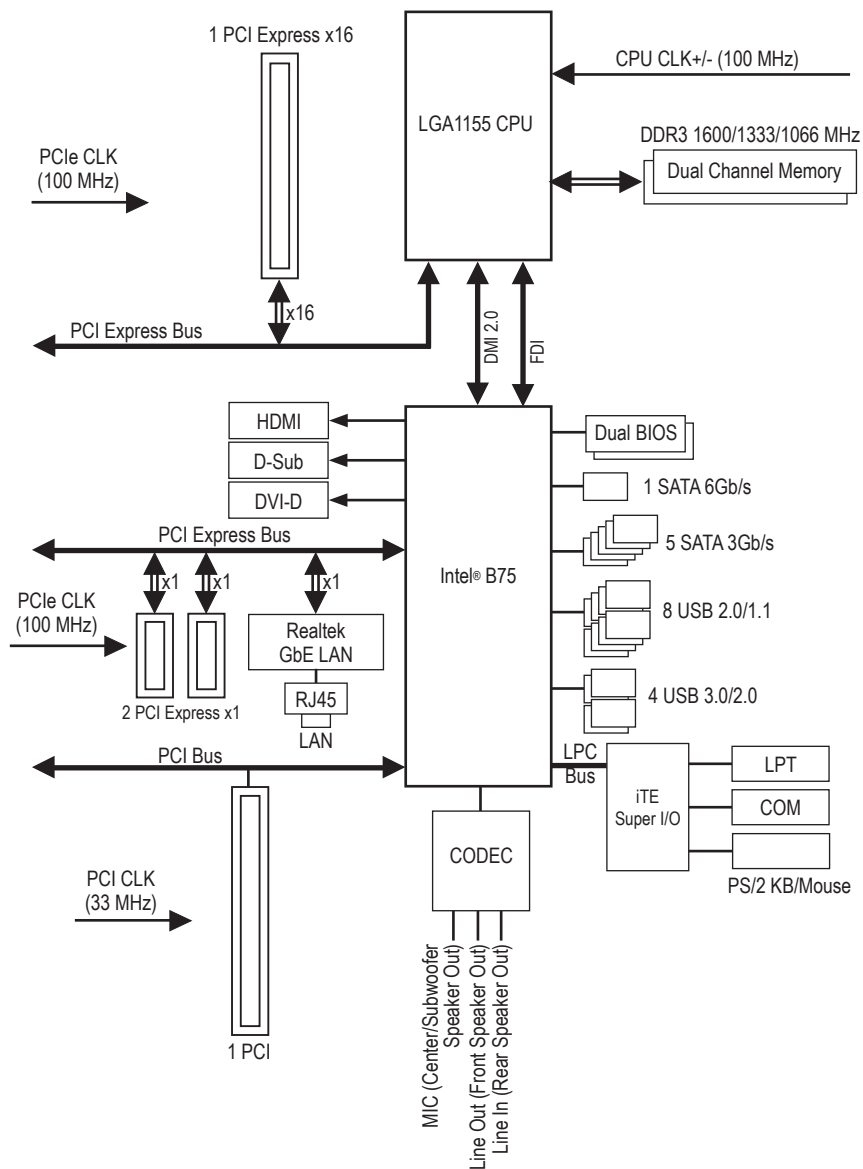 1 PCI Express x16
CPU CLK+/- (100 MHz)
LGA1155 CPU
DDR3 1600/1333/1066 MHz
Dual Channel Memory
PCIe CLK
(100 MHz)
x16
PCI Express Bus
DMI 2.0
FDI
HDMI
D-Sub
DVI-D
Dual BIOS
1 SATA 6Gb/s
5 SATA 3Gb/s
8 USB 2.0/1.1
4 USB 3.0/2.0
Intel® B75
PCI Express Bus
x1
x1
x1
PCIe CLK
(100 MHz)
Realtek
GbE LAN
RJ45
LAN
2 PCI Express x1
PCI Bus
LPC
Bus
iTE
Super I/O
LPT
COM
PS/2 KB/Mouse
CODEC
PCI CLK
(33 MHz)
1 PCI
MIC (Center/Subwoofer
Speaker Out)
Line Out (Front Speaker Out)
Line In (Rear Speaker Out)